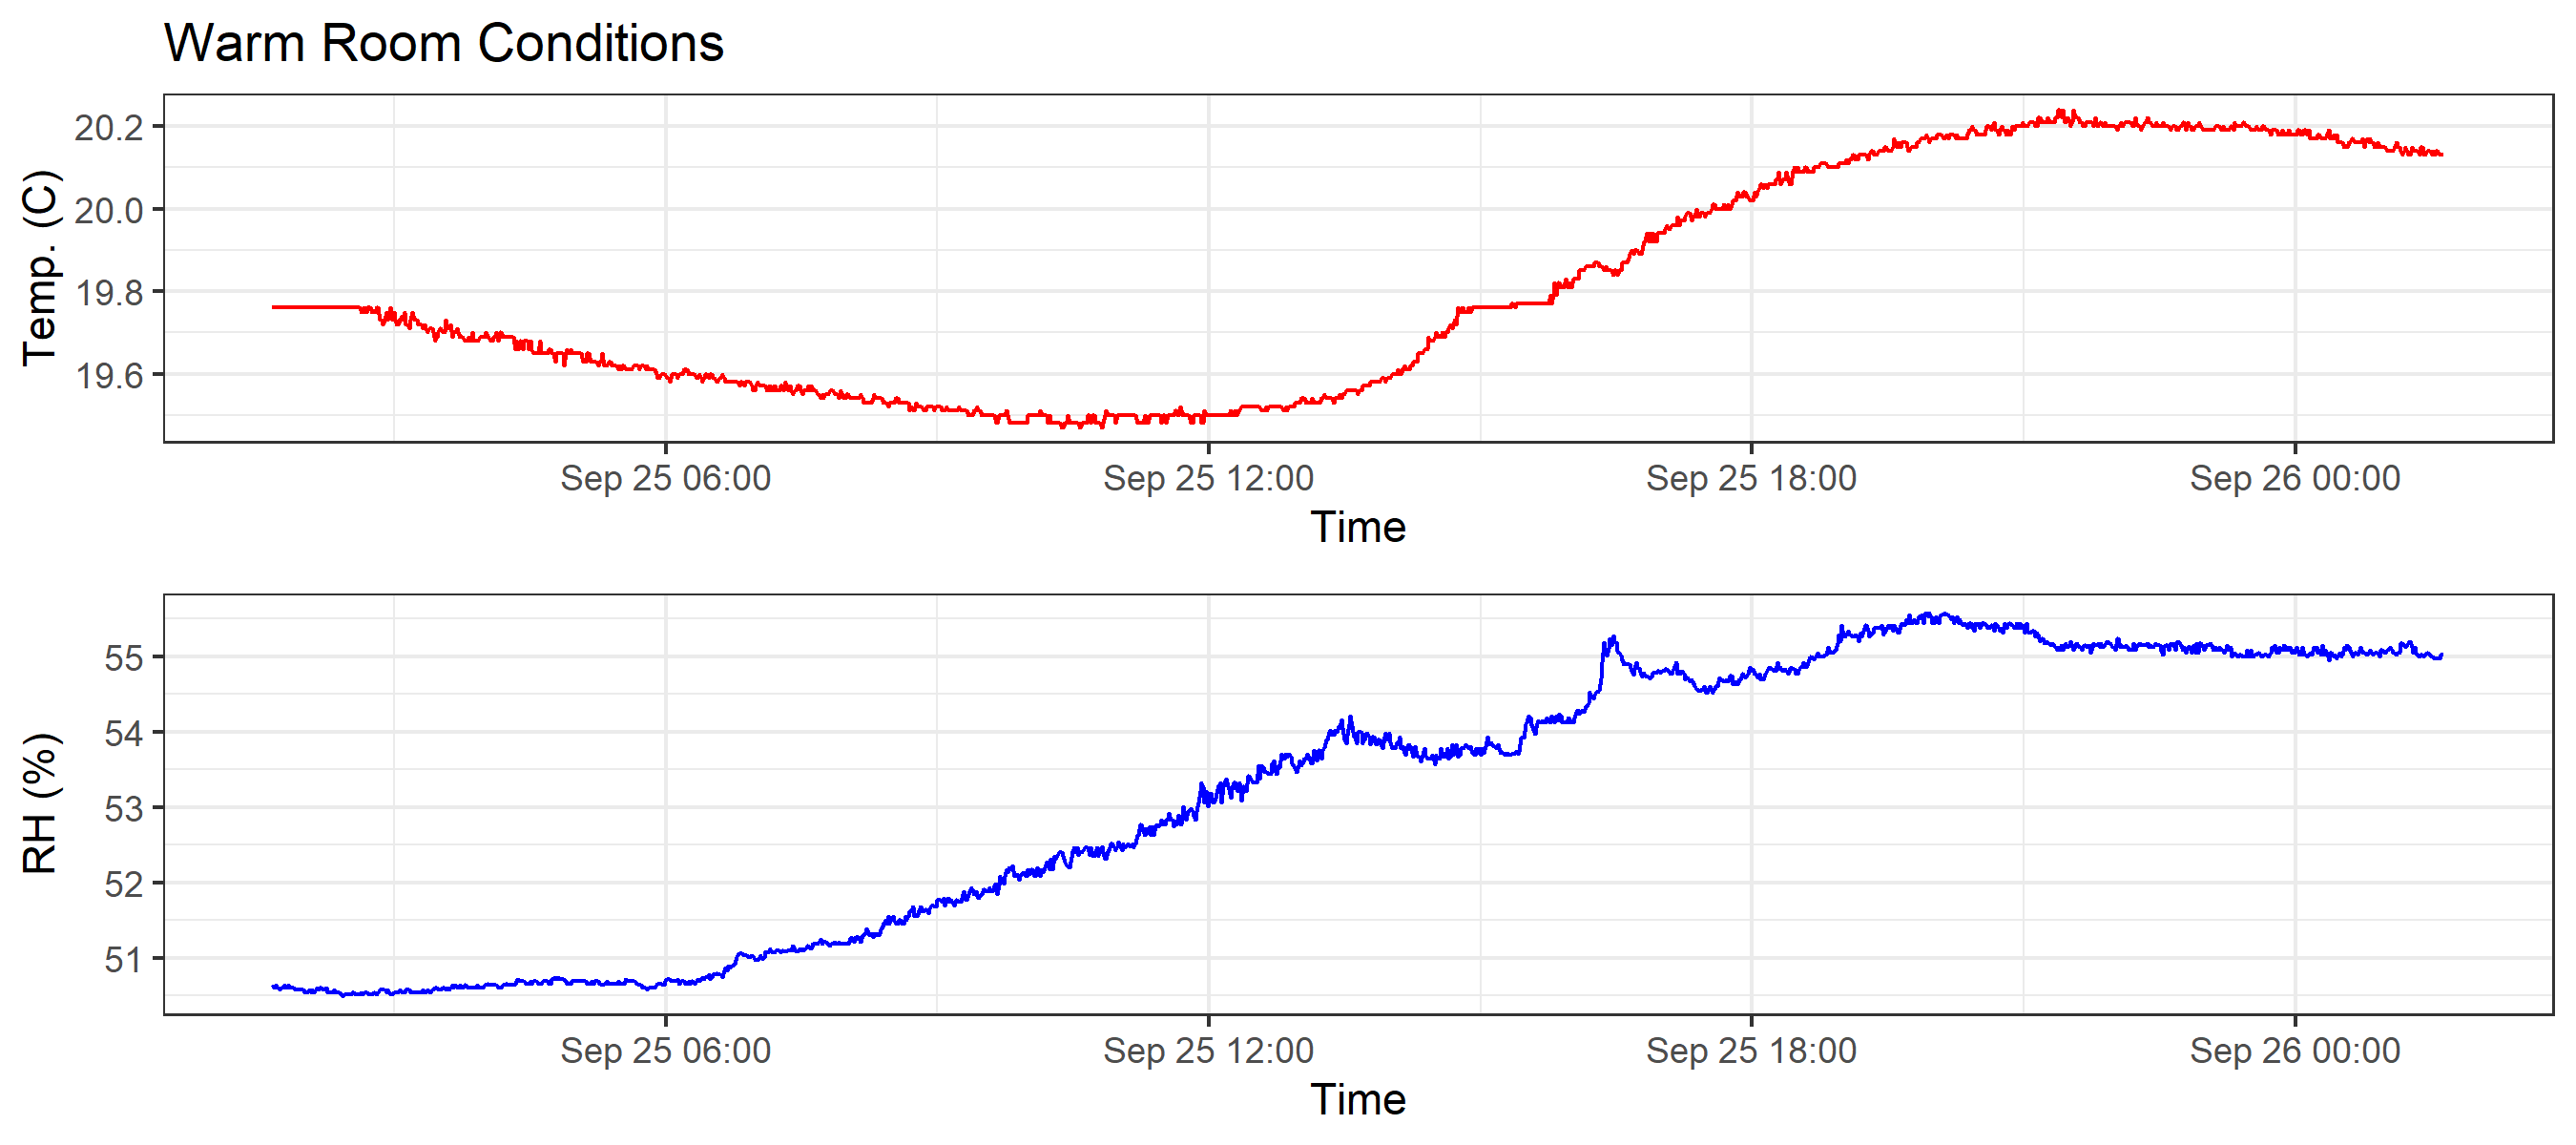 Warm Room Conditions
20.2
20.0
19.8
19.6
Temp. (C)
Sep 25 06:00 Sep 25 12:00 Sep 25 18:00 Sep 26 00:00
Time
55
54
53
52
51
RH (%)
Sep 25 06:00 Sep 25 12:00 Sep 25 18:00 Sep 26 00:00
Time